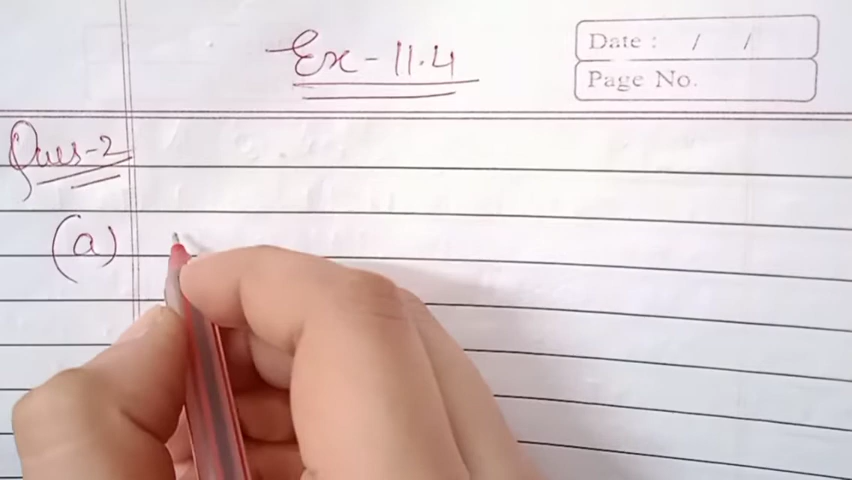 Ex-11.4
Date : / /
Page No.
Ques-2
(a)